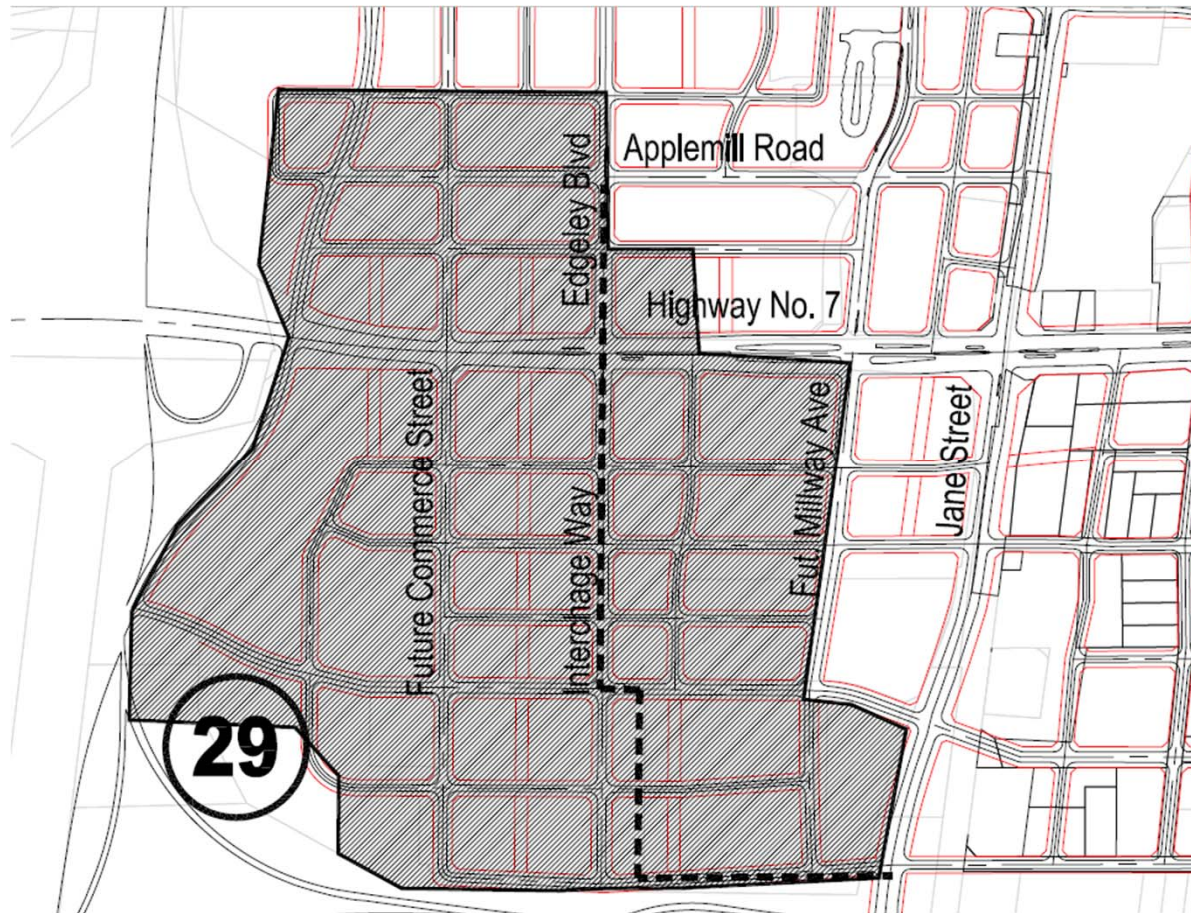 Applemill Road
Edgeley Blvd
Highway No. 7
Future Commerce Street
Interchage Way
Fut. Millway Ave
Jane Street
29